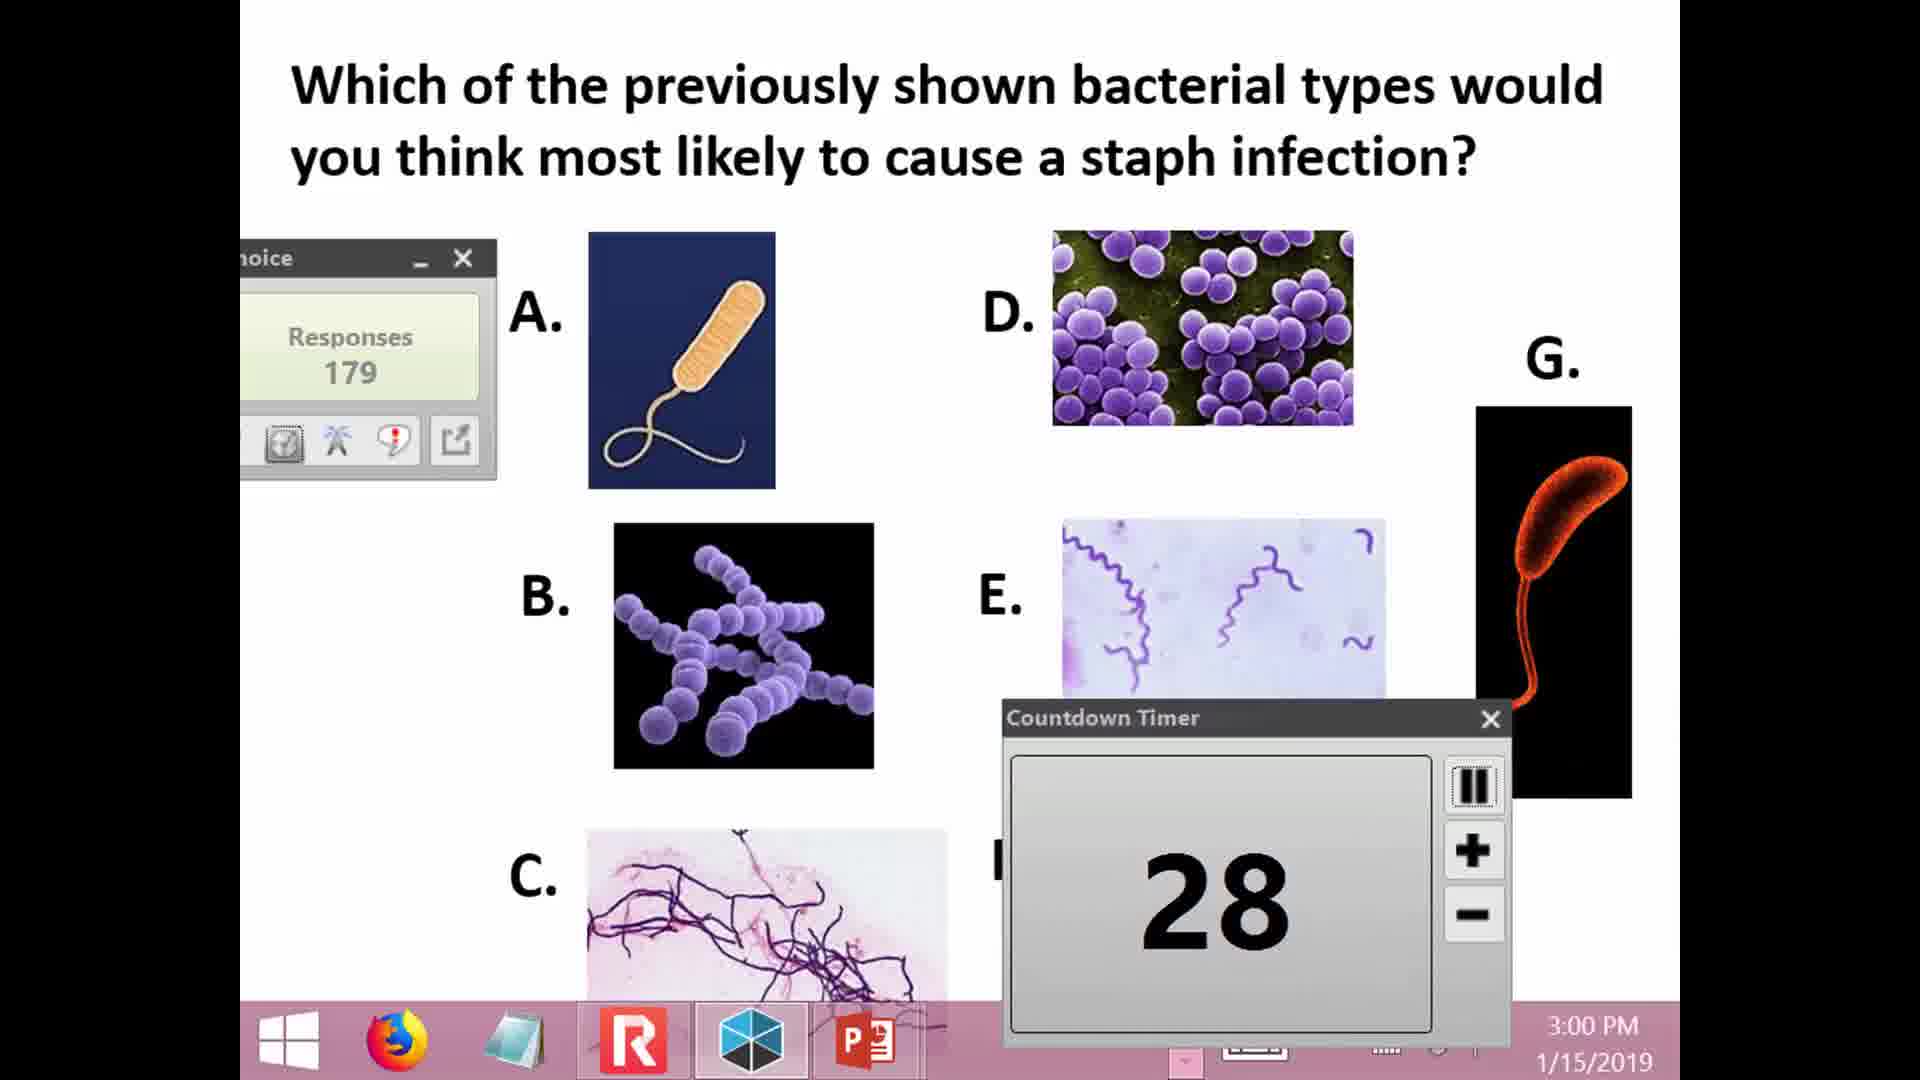 Which of the previously shown bacterial types would
you think most likely to cause a staph infection?
hoice
Responses
179
A.
D.
G.
B.
E.
Countdown Timer
28
C.
R
P
3:00 PM
1/15/2019